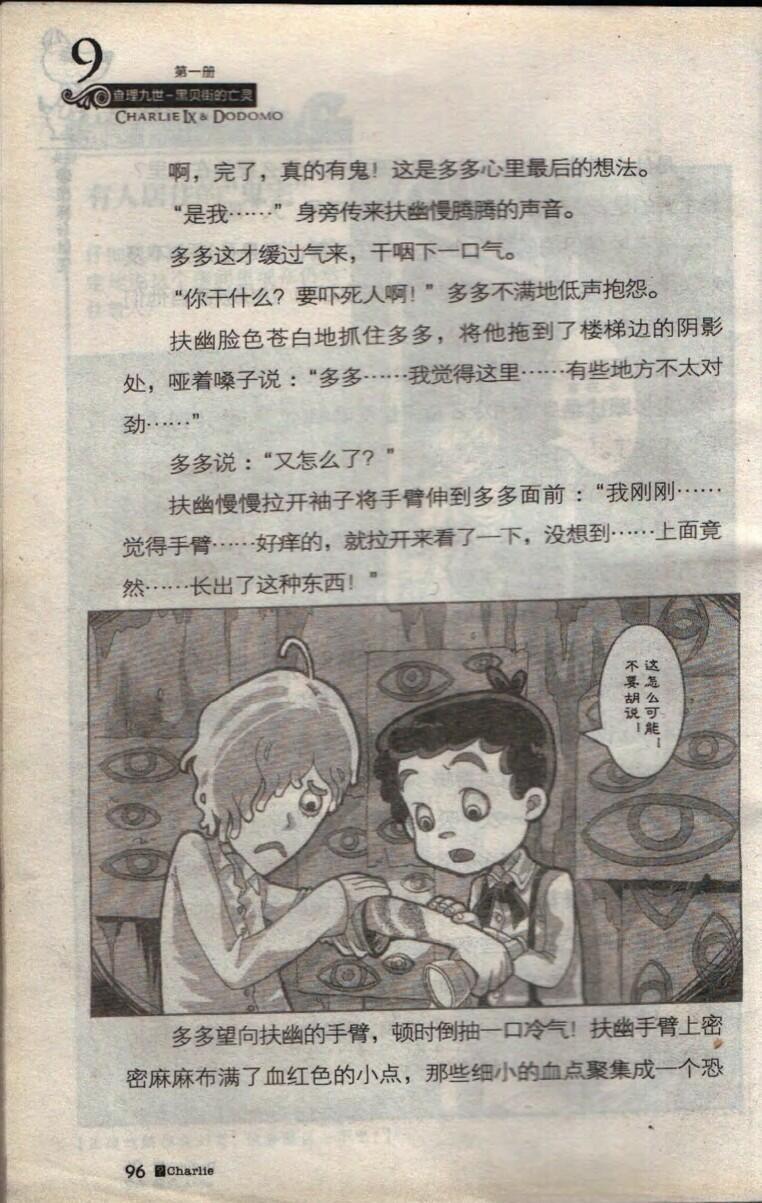 9
第一册
查理九世-黑贝街的亡灵
CHARLIE IX & DODOMO
啊，完了，真的有鬼！这是多多心里最后的想法。
“是我……”身旁传来扶幽慢腾腾的声音。
多多这才缓过气来，干咽下一口气。
“你干什么？要吓死人啊！”多多不满地低声抱怨。
扶幽脸色苍白地抓住多多，将他拖到了楼梯边的阴影
处，哑着嗓子说：“多多……我觉得这里……有些地方不太对
劲……”
多多说：“又怎么了？”
扶幽慢慢拉开袖子将手臂伸到多多面前：“我刚刚……
觉得手臂……好痒的，就拉开来看了一下，没想到……上面竟
然……长出了这种东西！”
这怎么可能！
不要胡说！
多多望向扶幽的手臂，顿时倒抽一口冷气！扶幽手臂上密
密麻麻布满了血红色的小点，那些细小的血点聚集成一个恐
96 Charlie